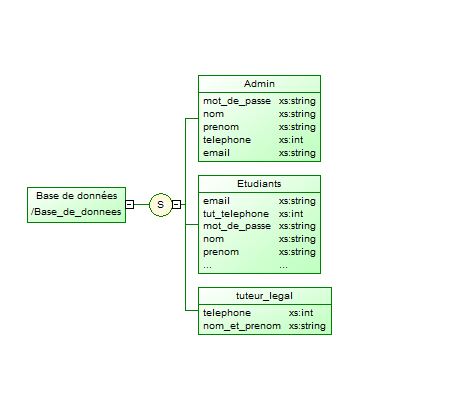 Admin
mot_de_passe xs:string
nom xs:string
prenom xs:string
telephone xs:int
email xs:string
Base de données
/Base_de_donnees
S
Etudiants
email xs:string
tut_telephone xs:int
mot_de_passe xs:string
nom xs:string
prenom xs:string
... ...
tuteur_legal
telephone xs:int
nom_et_prenom xs:string